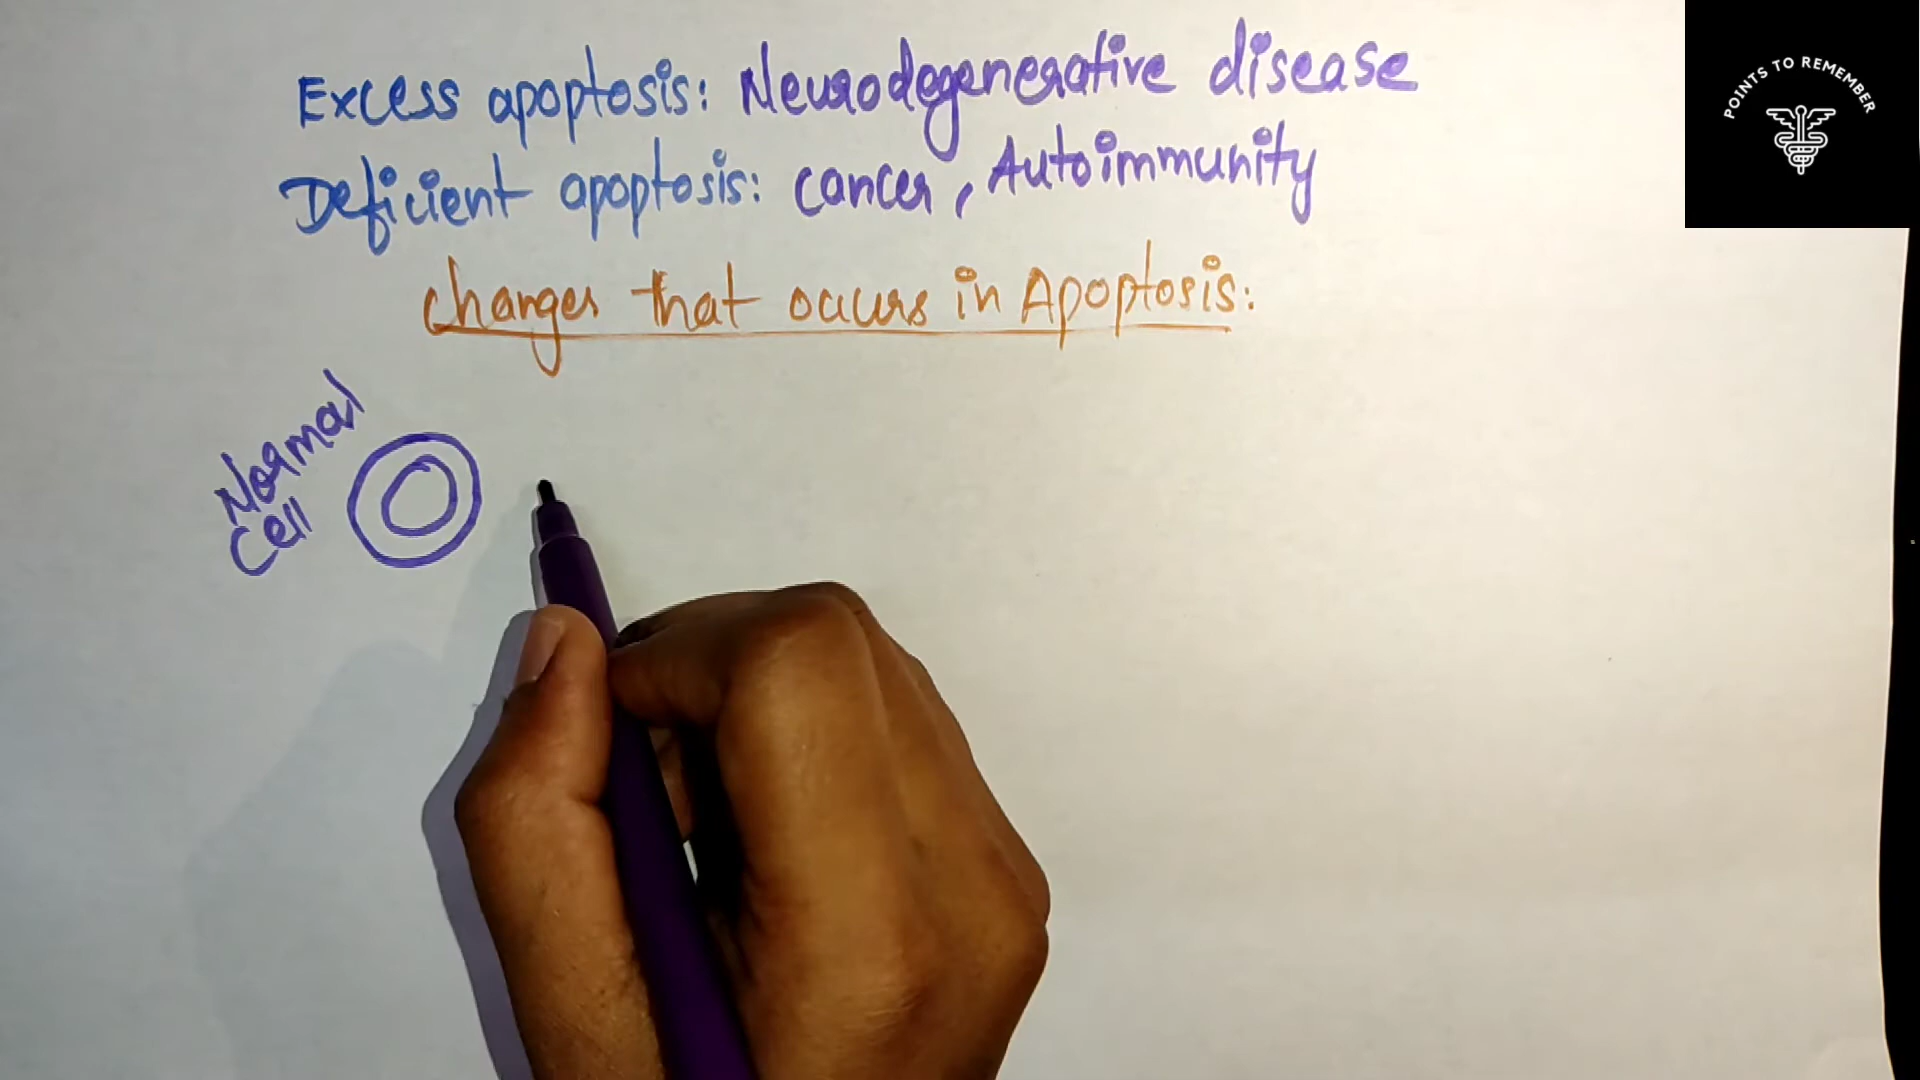 Excess apoptosis: Neurodegenerative disease
Deficient apoptosis: cancer, Autoimmunity
Changes that occurs in Apoptosis:
Normal
Cell
POINTS TO REMEMBER